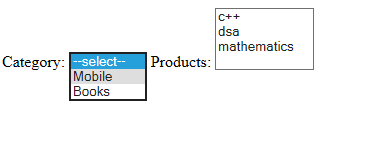 c++
dsa
mathematics
Category: --select-- Products:
Mobile
Books